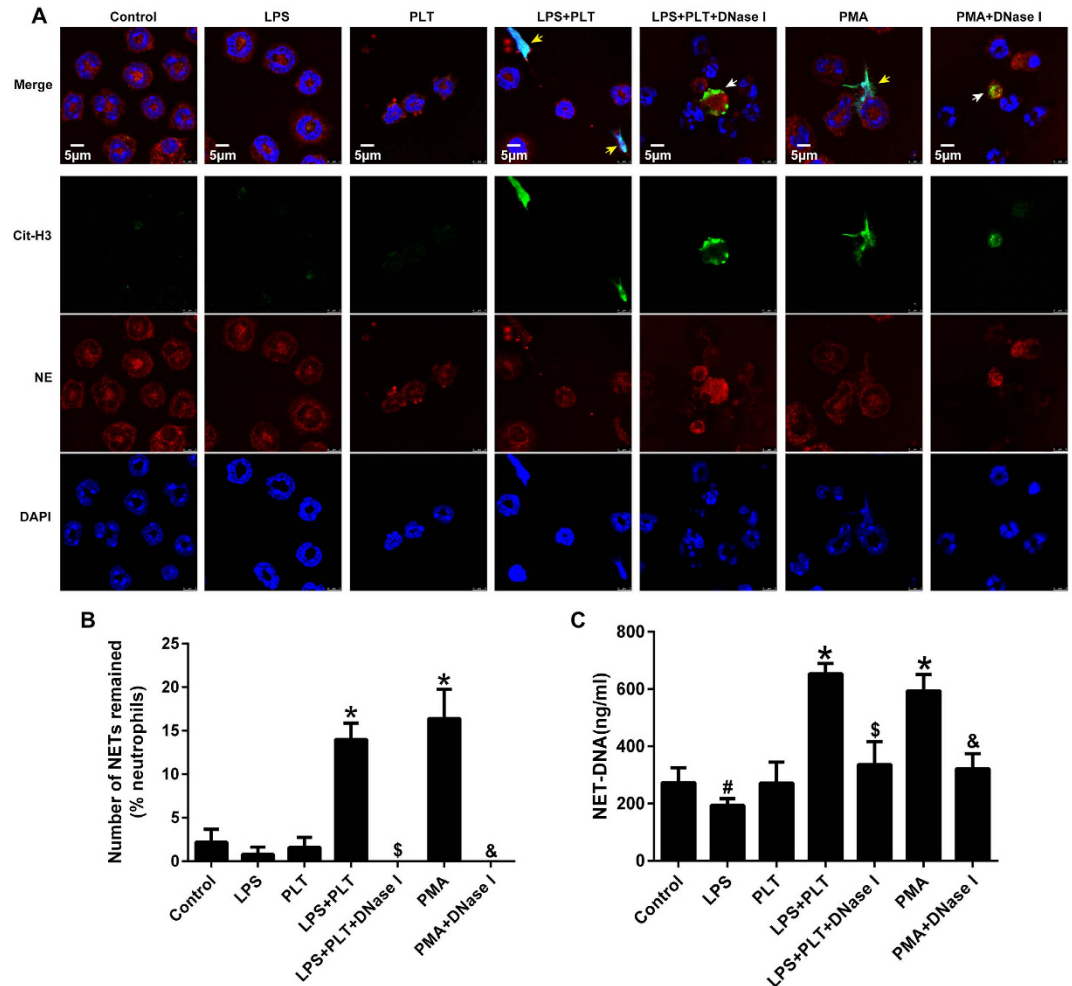 A
Control LPS PLT LPS+PLT LPS+PLT+DNase I PMA PMA+DNase I
Merge
5μm 5μm 5μm 5μm 5μm 5μm 5μm
Cit-H3
NE
DAPI
B
Number of NETs remained
(% neutrophils)
25
20
15
10
5
0
* * $ &
Control LPS PLT LPS+PLT LPS+PLT+DNase I PMA PMA+DNase I
C
NET-DNA(ng/ml)
800
600
400
200
0
# * $ * &
Control LPS PLT LPS+PLT LPS+PLT+DNase I PMA PMA+DNase I